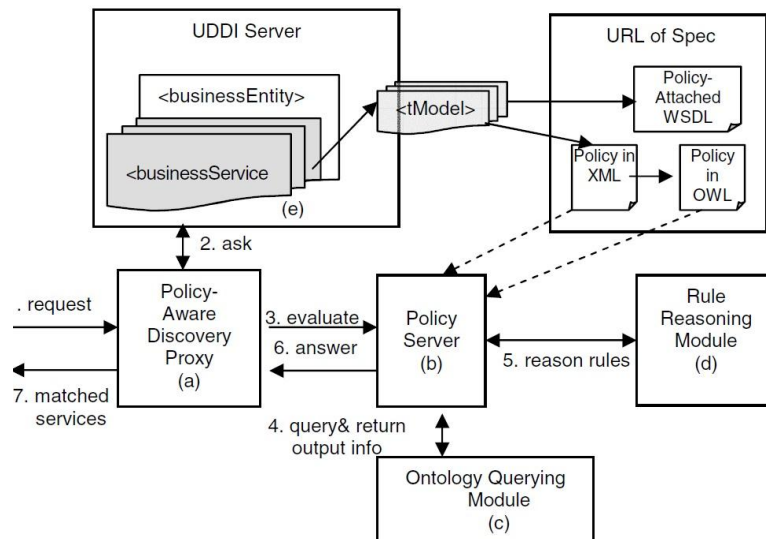 UDDI Server
<businessEntity>
<businessService
(e)
<tModel>
URL of Spec
Policy-
Attached
WSDL
Policy in
XML
Policy
in
OWL
2. ask
. request
Policy-
Aware
Discovery
Proxy
(a)
7. matched
services
3. evaluate
6. answer
Policy
Server
(b)
5. reason rules
Rule
Reasoning
Module
(d)
4. query& return
output info
Ontology Querying
Module
(c)